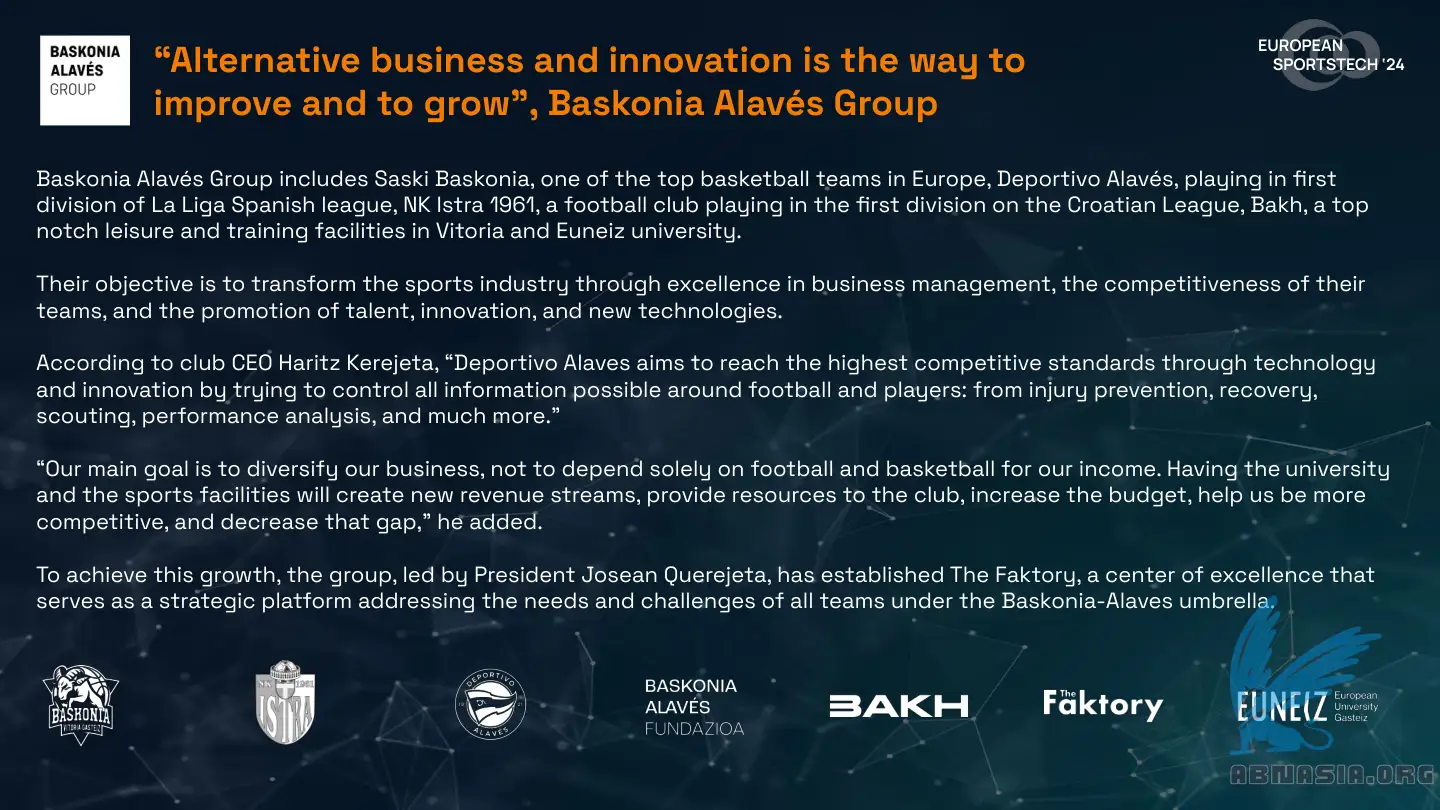 BASKONIA
ALAVÉS
GROUP
“Alternative business and innovation is the way to
improve and to grow”, Baskonia Alavés Group
EUROPEAN
SPORTSTECH ‘24
Baskonia Alavés Group includes Saski Baskonia, one of the top basketball teams in Europe, Deportivo Alavés, playing in first
division of La Liga Spanish league, NK Istra 1961, a football club playing in the first division on the Croatian League, Bakh, a top
notch leisure and training facilities in Vitoria and Euneiz university.
Their objective is to transform the sports industry through excellence in business management, the competitiveness of their
teams, and the promotion of talent, innovation, and new technologies.
According to club CEO Haritz Kerejeta, “Deportivo Alaves aims to reach the highest competitive standards through technology
and innovation by trying to control all information possible around football and players: from injury prevention, recovery,
scouting, performance analysis, and much more.”
“Our main goal is to diversify our business, not to depend solely on football and basketball for our income. Having the university
and the sports facilities will create new revenue streams, provide resources to the club, increase the budget, help us be more
competitive, and decrease that gap,” he added.
To achieve this growth, the group, led by President Josean Querejeta, has established The Faktory, a center of excellence that
serves as a strategic platform addressing the needs and challenges of all teams under the Baskonia-Alaves umbrella.
BASKONIA
VITORIA GASTEIZ
NK 1961
ISTRA
DEPORTIVO
19 21
ALAVÉS
BASKONIA
ALAVÉS
FUNDAZIOA
BAKH
The
Faktory
EUNEIZ
European
University
Gasteiz
ABNASIA.ORG